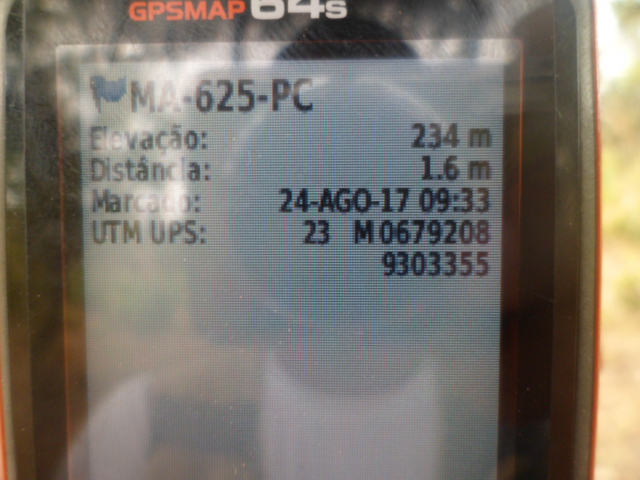 GPSMAP 64s
MA-625-PC
Elevação: 234 m
Distância: 1.6 m
Marcado: 24-AGO-17 09:33
UTM UPS: 23 M 0679208
9303355